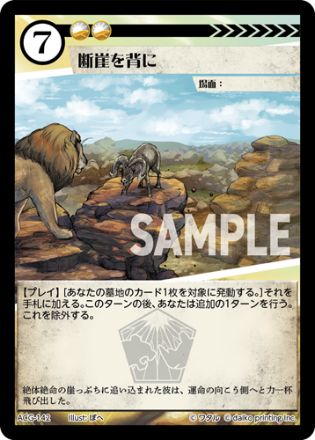 7
断崖を背に
場面：
SAMPLE
【プレイ】[あなたの墓地のカード1枚を対象に発動する。]それを
手札に加える。このターンの後、あなたは追加の1ターンを行う。
これを除外する。
絶体絶命の崖っぷちに追い込まれた彼は、運命の向こう側へと力一杯
飛び出した。
ACG-142 Illust: ぽへ © ワタル © daiko printing inc.